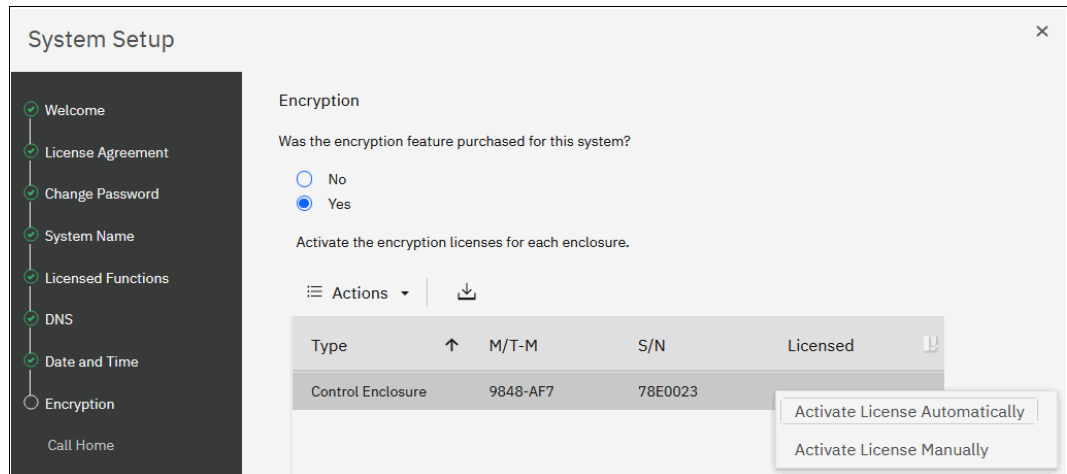 System Setup
Welcome
License Agreement
Change Password
System Name
Licensed Functions
DNS
Date and Time
Encryption
Call Home
Encryption
Was the encryption feature purchased for this system?
No
Yes
Activate the encryption licenses for each enclosure.
Actions
Type M/T-M S/N Licensed
Control Enclosure 9848-AF7 78E0023
Activate License Automatically
Activate License Manually